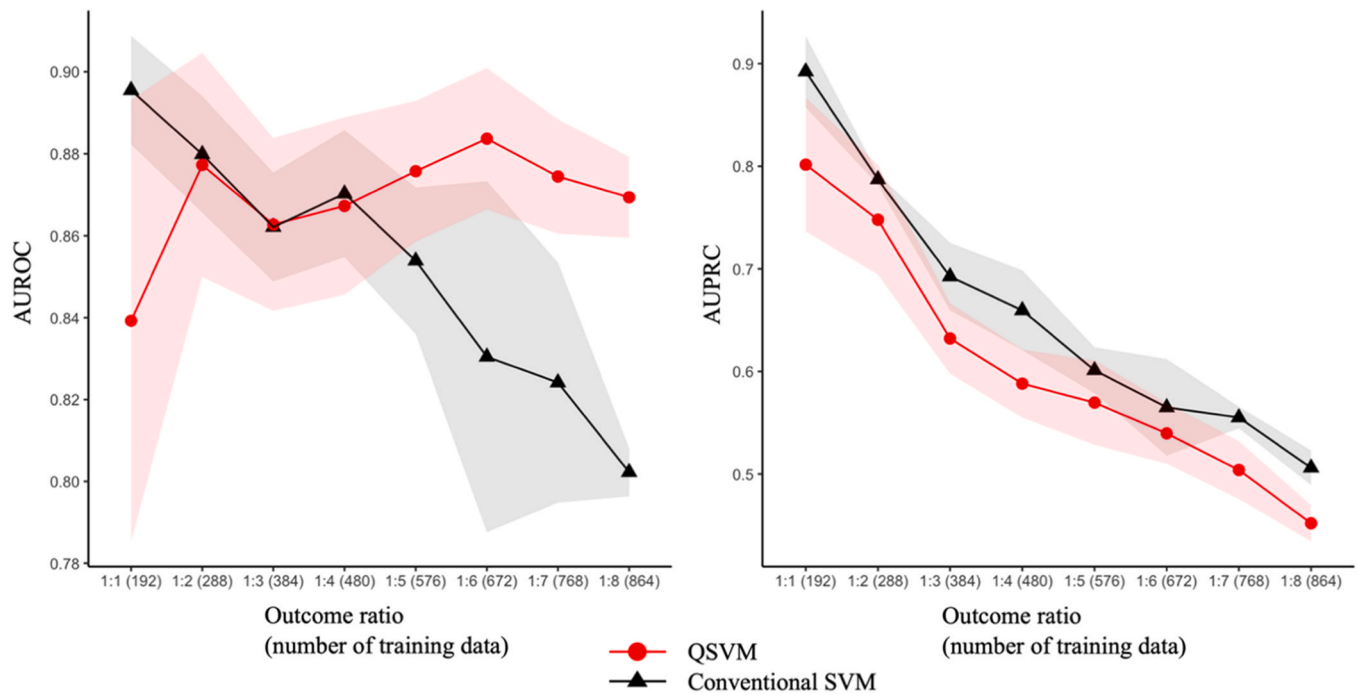 AUROC
0.90
0.88
0.86
0.84
0.82
0.80
0.78
1:1 (192) 1:2 (288) 1:3 (384) 1:4 (480) 1:5 (576) 1:6 (672) 1:7 (768) 1:8 (864)
Outcome ratio
(number of training data)
AUPRC
0.9
0.8
0.7
0.6
0.5
1:1 (192) 1:2 (288) 1:3 (384) 1:4 (480) 1:5 (576) 1:6 (672) 1:7 (768) 1:8 (864)
Outcome ratio
(number of training data)
QSVM
Conventional SVM